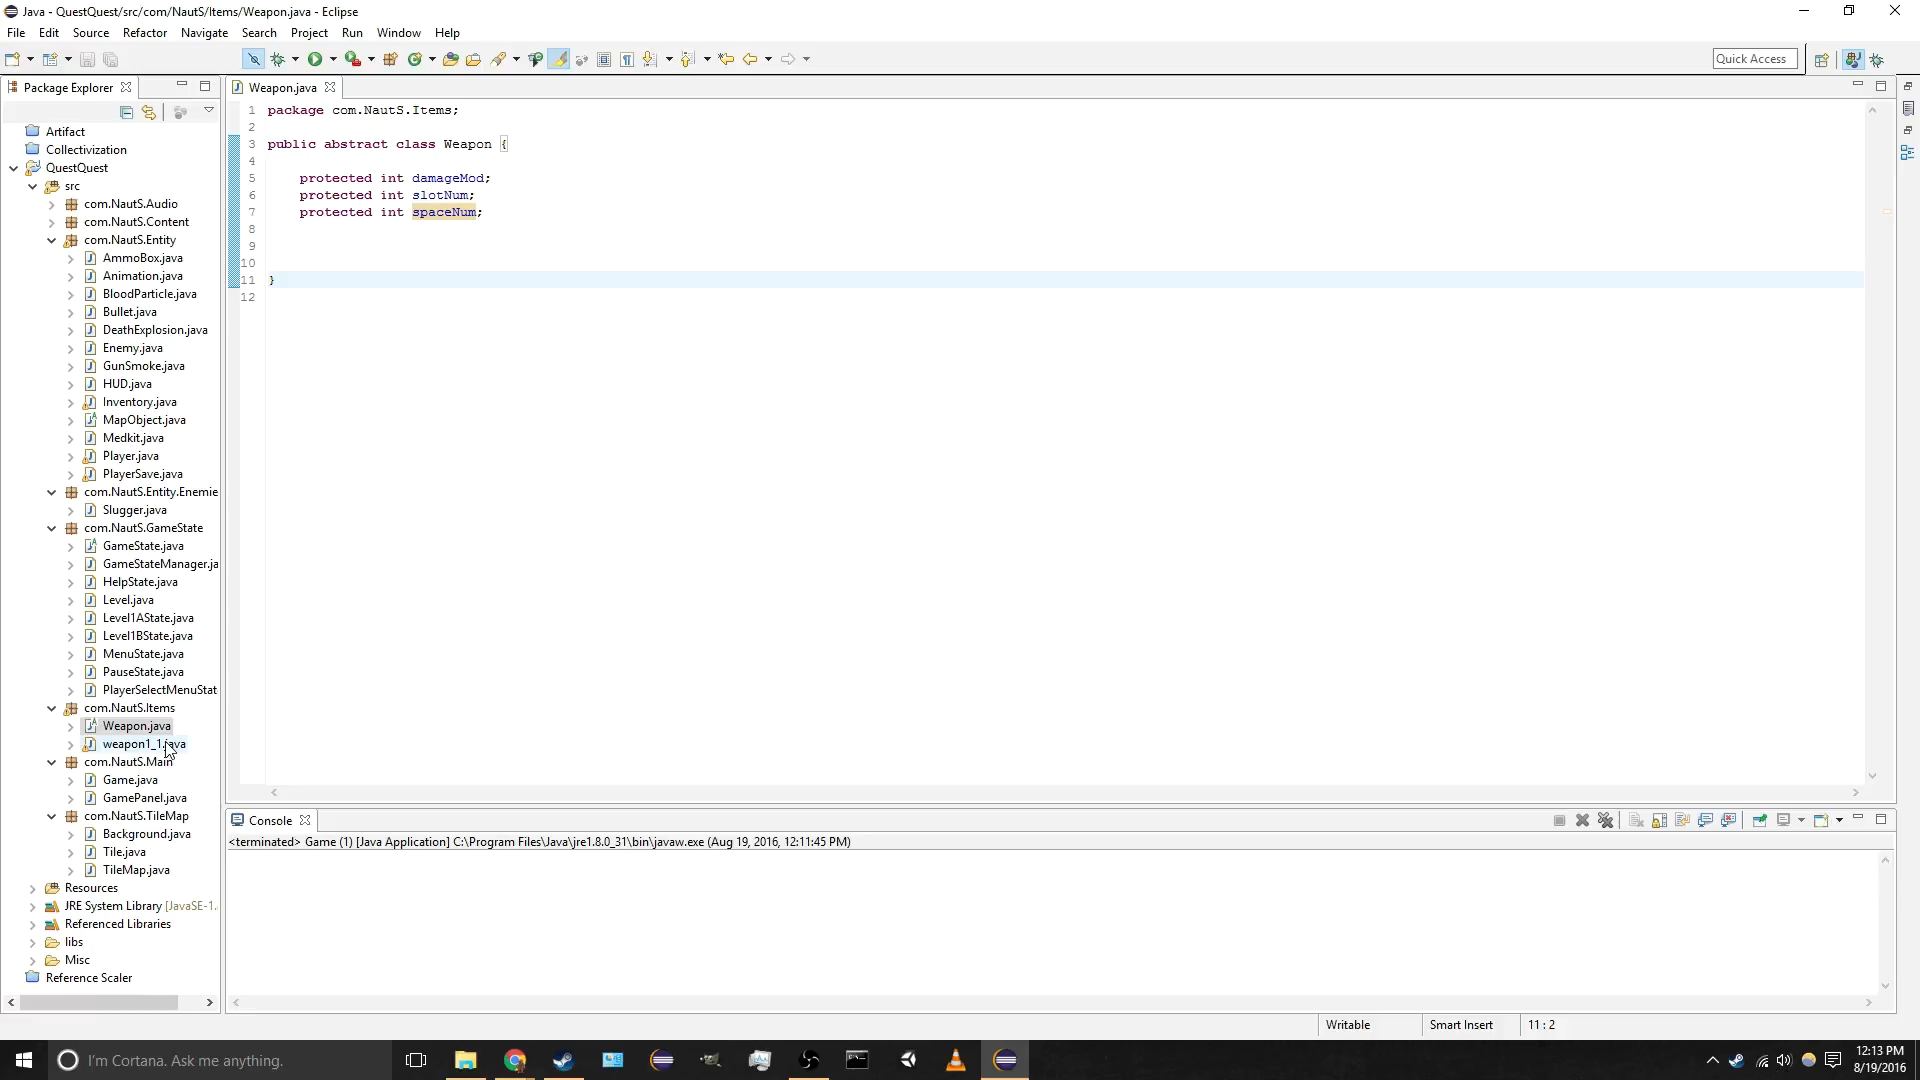 Java - QuestQuest/src/com/NautS/Items/Weapon.java - Eclipse
File Edit Source Refactor Navigate Search Project Run Window Help
Quick Access
Package Explorer
Artifact
Collectivization
QuestQuest
src
com.NautS.Audio
com.NautS.Content
com.NautS.Entity
AmmoBox.java
Animation.java
BloodParticle.java
Bullet.java
DeathExplosion.java
Enemy.java
GunSmoke.java
HUD.java
Inventory.java
MapObject.java
Medkit.java
Player.java
PlayerSave.java
com.NautS.Entity.Enemie
Slugger.java
com.NautS.GameState
GameState.java
GameStateManager.ja
HelpState.java
Level.java
Level1AState.java
Level1BState.java
MenuState.java
PauseState.java
PlayerSelectMenuStat
com.NautS.Items
Weapon.java
weapon1_1.java
com.NautS.Main
Game.java
GamePanel.java
com.NautS.TileMap
Background.java
Tile.java
TileMap.java
Resources
JRE System Library [JavaSE-1.
Referenced Libraries
libs
Misc
Reference Scaler
Weapon.java
1 package com.NautS.Items;
2
3 public abstract class Weapon {
4
5 protected int damageMod;
6 protected int slotNum;
7 protected int spaceNum;
8
9
10
11 }
12
Console
<terminated> Game (1) [Java Application] C:\Program Files\Java\jre1.8.0_31\bin\javaw.exe (Aug 19, 2016, 12:11:45 PM)
Writable Smart Insert 11 : 2
I'm Cortana. Ask me anything.
12:13 PM
8/19/2016